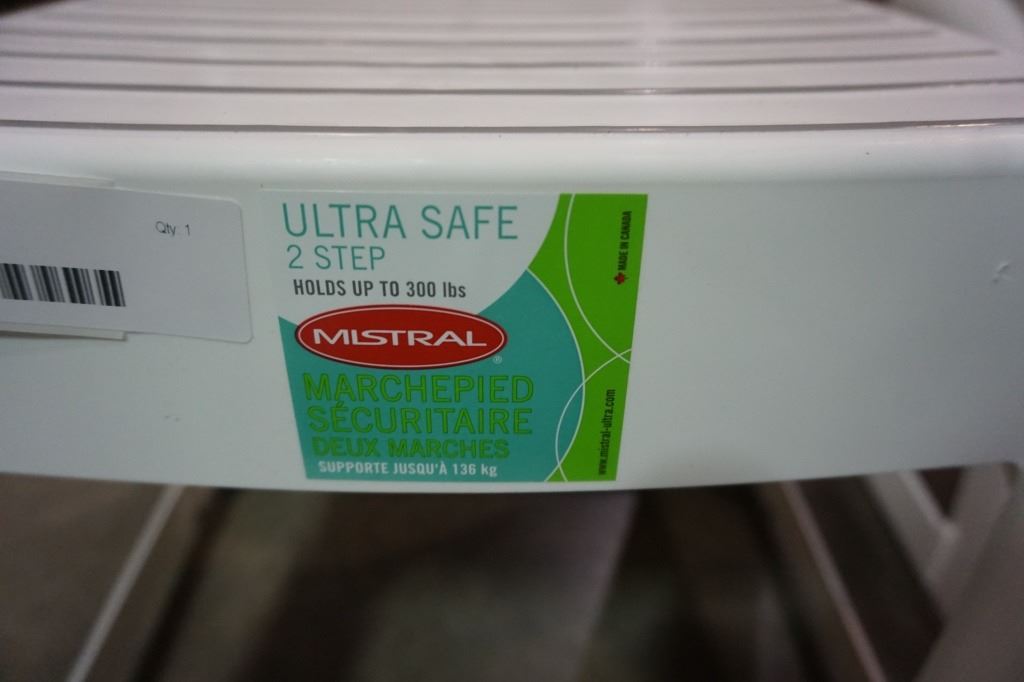 Qty: 1
ULTRA SAFE
2 STEP
HOLDS UP TO 300 lbs
MISTRAL
®
MARCHEPIED
SÉCURITAIRE
DEUX MARCHES
SUPPORTE JUSQU'À 136 kg
MADE IN CANADA
www.mistral-ultra.com